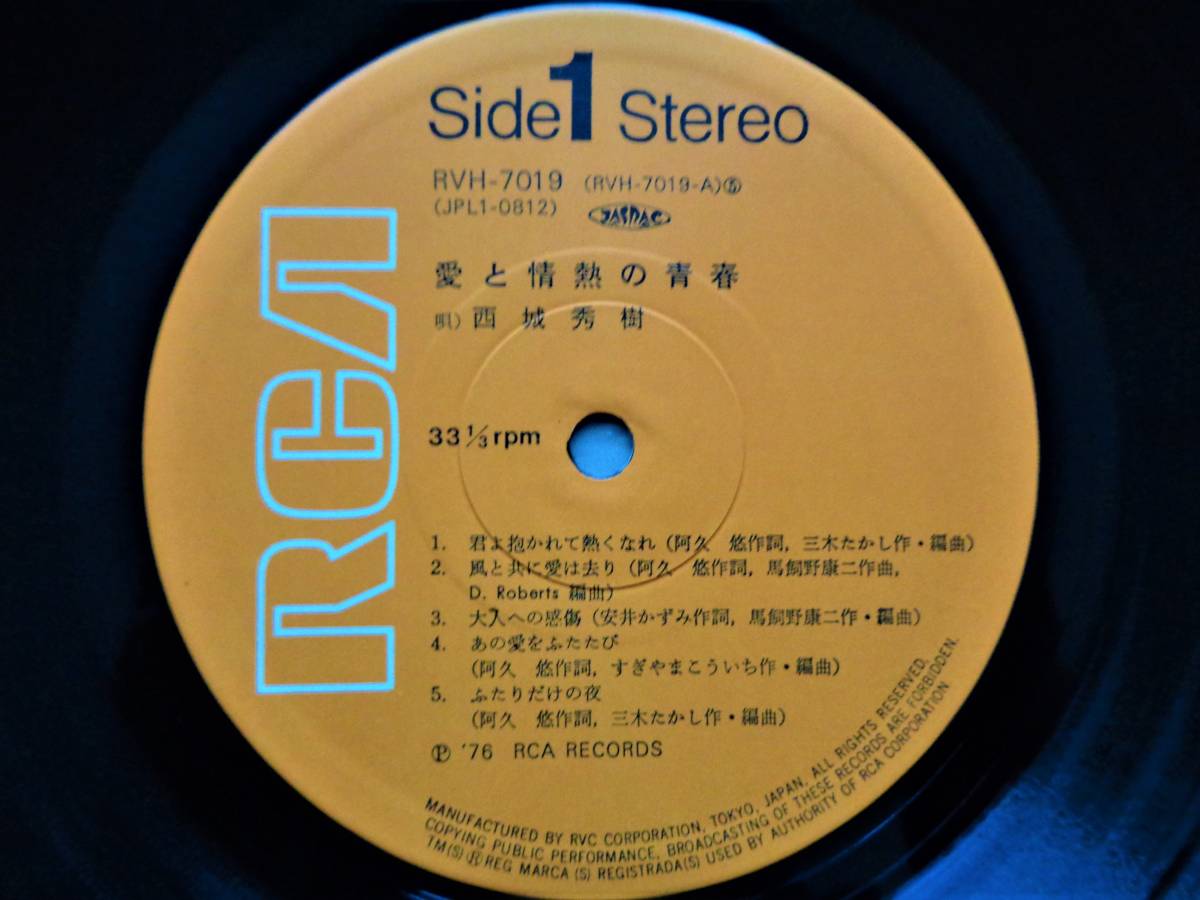 Side 1 Stereo
RVH-7019 (RVH-7019-A)⑤
(JPL1-0812) JASRAC
愛と情熱の青春
唄) 西城秀樹
RCA
33 1/3 rpm
1. 君よ抱かれて熱くなれ (阿久 悠作詞, 三木たかし作・編曲)
2. 風と共に愛は去り (阿久 悠作詞, 馬飼野康二作曲,
D. Roberts 編曲)
3. 大人への感傷 (安井かずみ作詞, 馬飼野康二作・編曲)
4. あの愛をふたたび
(阿久 悠作詞, すぎやまこういち作・編曲)
5. ふたりだけの夜
(阿久 悠作詞, 三木たかし作・編曲)
Ⓟ '76 RCA RECORDS
MANUFACTURED BY RVC CORPORATION, TOKYO, JAPAN, ALL RIGHTS RESERVED.
COPYING PUBLIC PERFORMANCE, BROADCASTING OF THESE RECORDS ARE FORBIDDEN.
TM(S) Ⓡ REG MARCA (S) REGISTRADA(S) USED BY AUTHORITY OF RCA CORPORATION